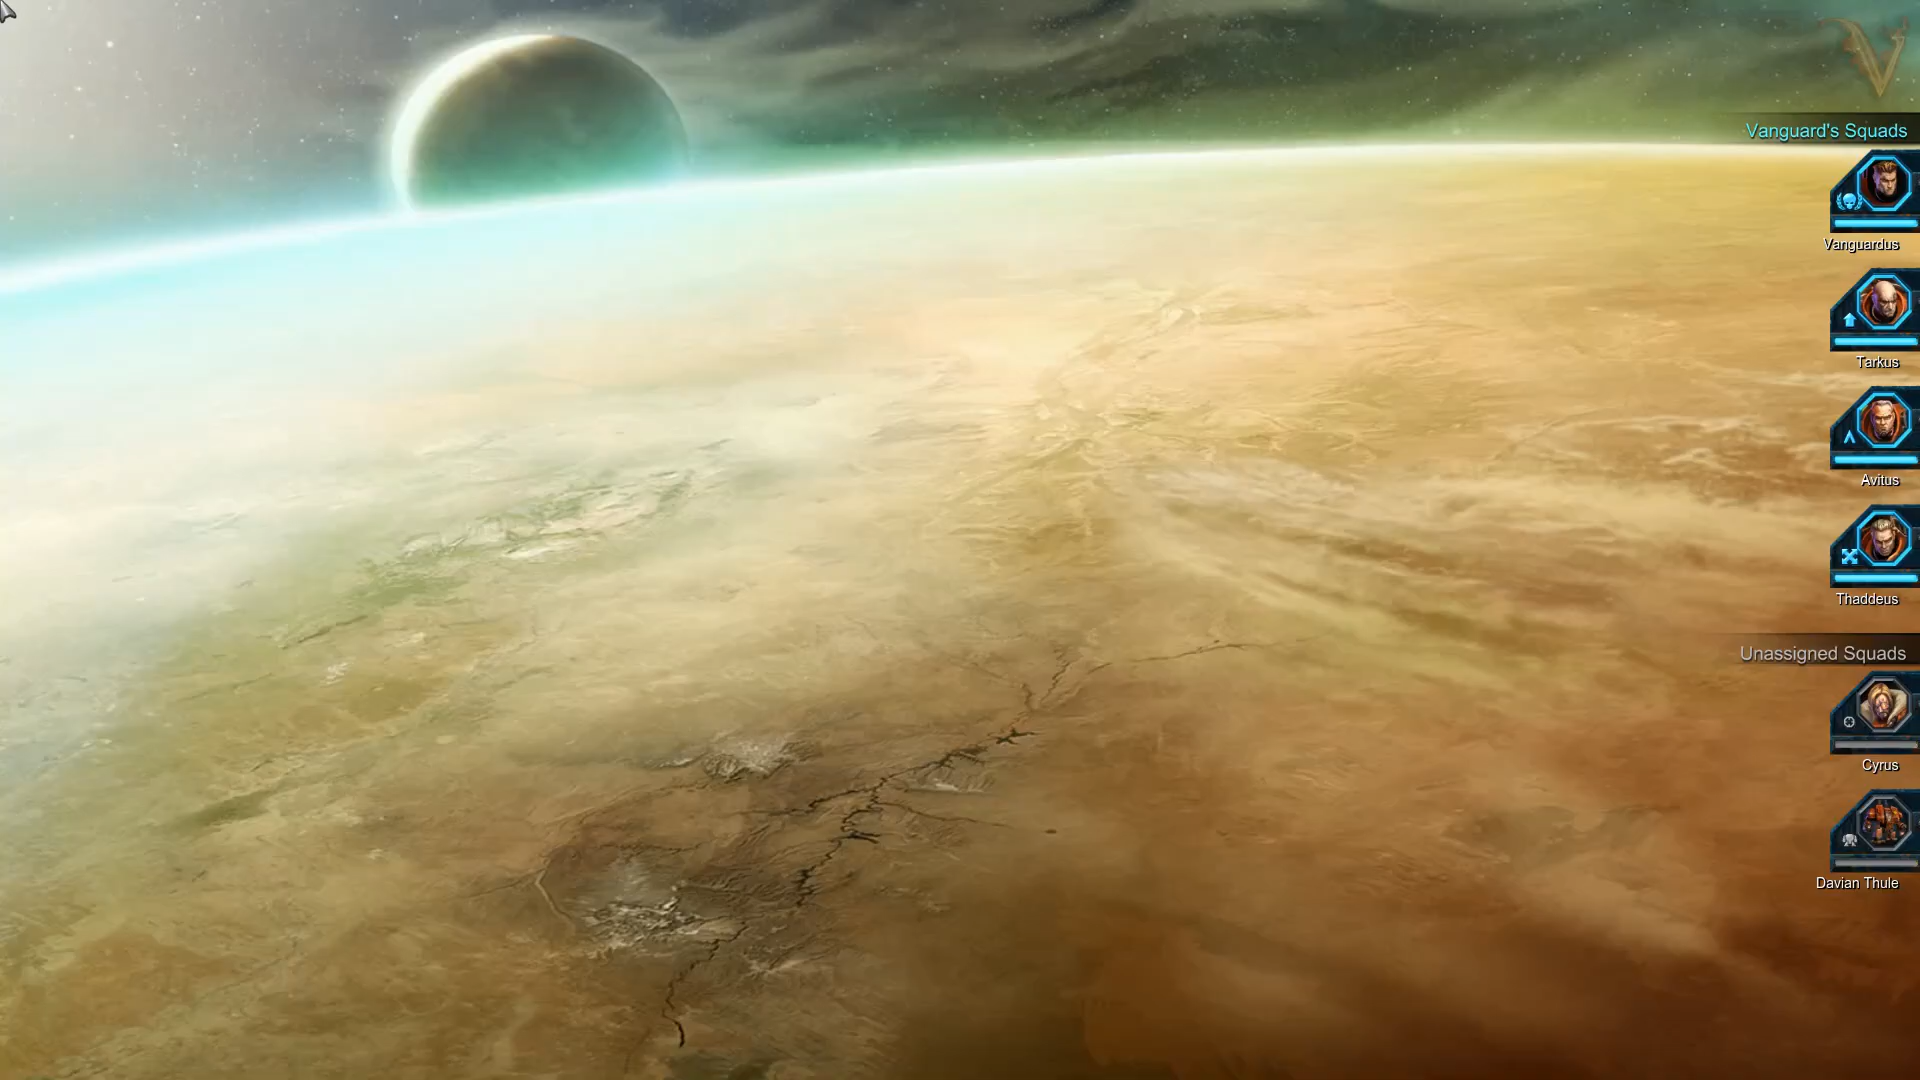 Vanguard's Squads
Vanguardus
Tarkus
Avitus
Thaddeus
Unassigned Squads
Cyrus
Davian Thule